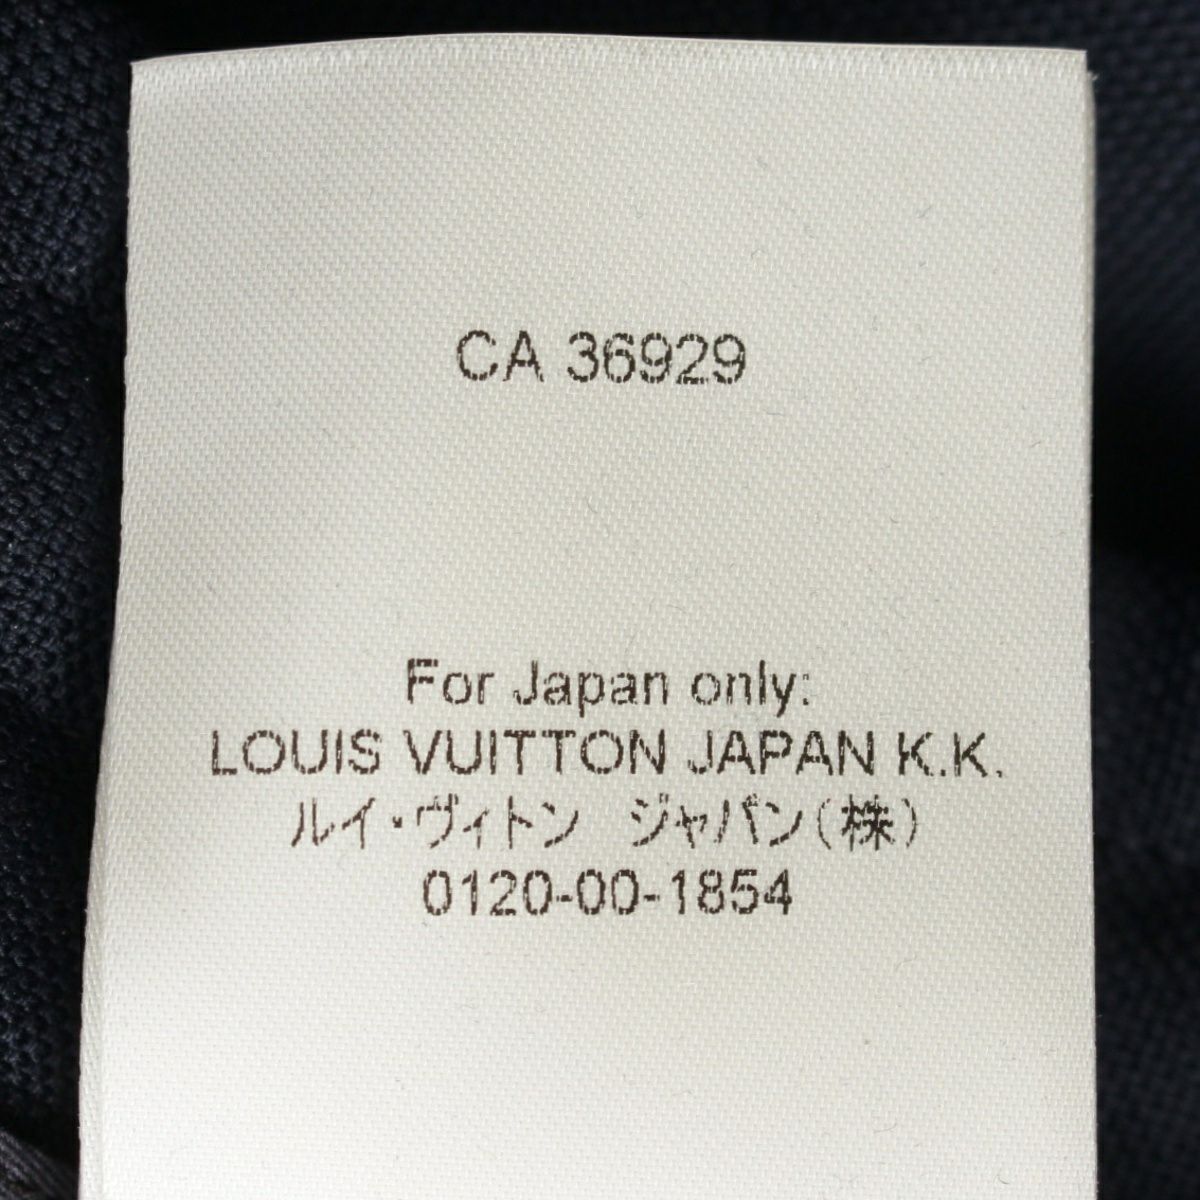 CA 36929
For Japan only:
LOUIS VUITTON JAPAN K.K.
ルイ・ヴィトン　ジャパン(株)
0120-00-1854